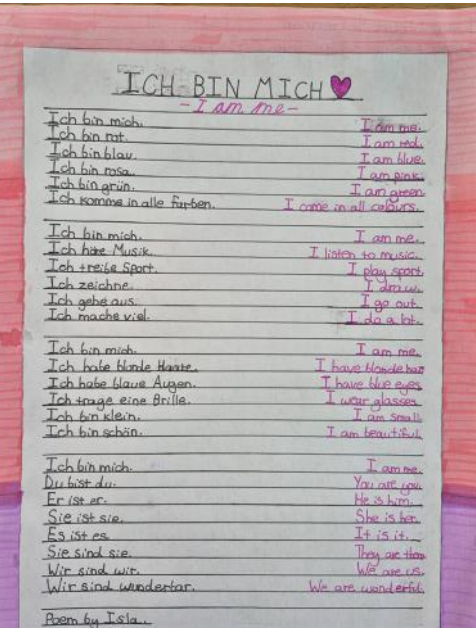 ICH BIN MICH
- I am me -
Ich bin mich. I am me.
Ich bin rot. I am red.
Ich bin blau. I am blue.
Ich bin rosa. I am pink.
Ich bin grün. I am green.
Ich komme in alle farben. I come in all colours.
Ich bin mich. I am me.
Ich höre Musik. I listen to music.
Ich treibe Sport. I play sport.
Ich zeichne. I draw.
Ich gehe aus. I go out.
Ich mache viel. I do a lot.
Ich bin mich. I am me.
Ich habe blonde Haare. I have blonde hair
Ich habe blaue Augen. I have blue eyes
Ich trage eine Brille. I wear glasses
Ich bin klein. I am small
Ich bin schön. I am beautiful.
Ich bin mich. I am me.
Du bist du. You are you.
Er ist er. He is him.
Sie ist sie. She is her.
Es ist es. It is it.
Sie sind sie. They are them
Wir sind wir. We are us.
Wir sind wunderbar. We are wonderful.
Poem by Isla.